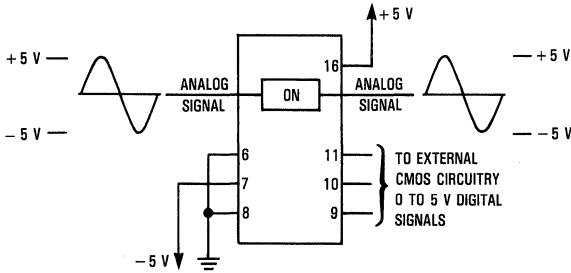 +5 V
+5 V
16
+5 V
ANALOG
SIGNAL
ON
ANALOG
SIGNAL
−5 V
−5 V
6
11
TO EXTERNAL
7
10
CMOS CIRCUITRY
0 TO 5 V DIGITAL
8
9
SIGNALS
−5 V